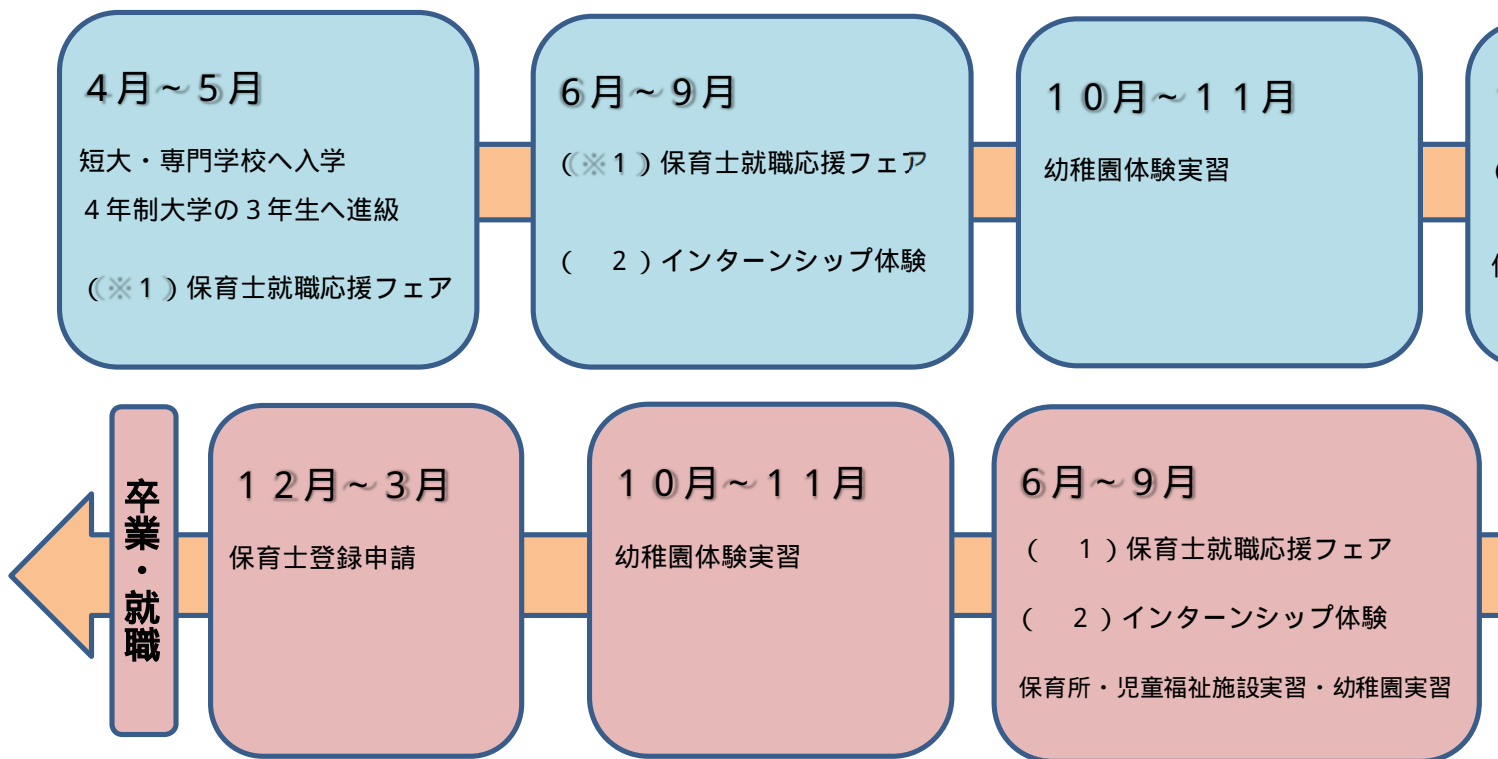 ４月～５月
短大・専門学校へ入学
４年制大学の３年生へ進級
（※１）保育士就職応援フェア
６月～９月
（※１）保育士就職応援フェア
（　２）インターンシップ体験
１０月～１１月
幼稚園体験実習
卒業・就職
１２月～３月
保育士登録申請
１０月～１１月
幼稚園体験実習
６月～９月
（　１）保育士就職応援フェア
（　２）インターンシップ体験
保育所・児童福祉施設実習・幼稚園実習